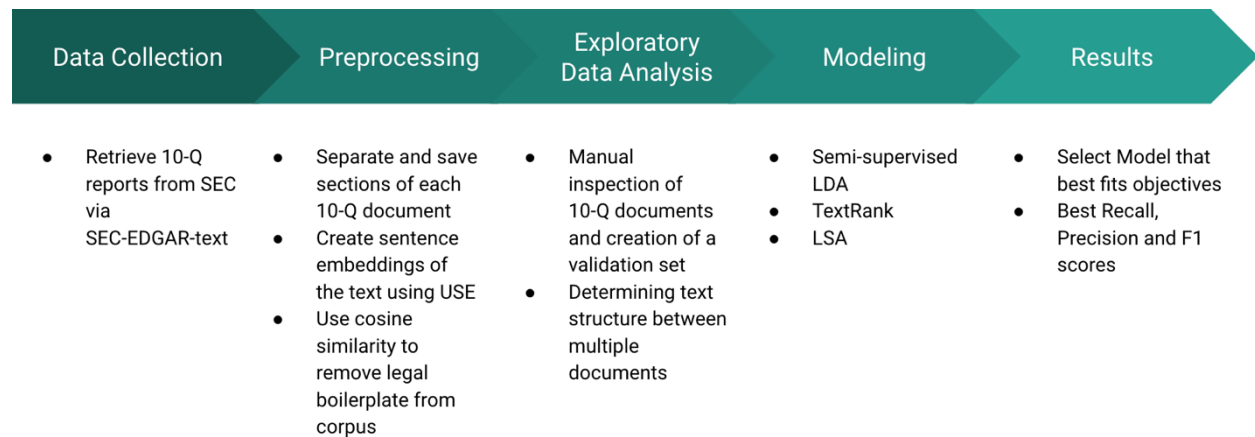 Data Collection
Preprocessing
Exploratory
Data Analysis
Modeling
Results
● Retrieve 10-Q
reports from SEC
via
SEC-EDGAR-text
● Separate and save
sections of each
10-Q document
● Create sentence
embeddings of
the text using USE
● Use cosine
similarity to
remove legal
boilerplate from
corpus
● Manual
inspection of
10-Q documents
and creation of a
validation set
● Determining text
structure between
multiple
documents
● Semi-supervised
LDA
● TextRank
● LSA
● Select Model that
best fits objectives
● Best Recall,
Precision and F1
scores